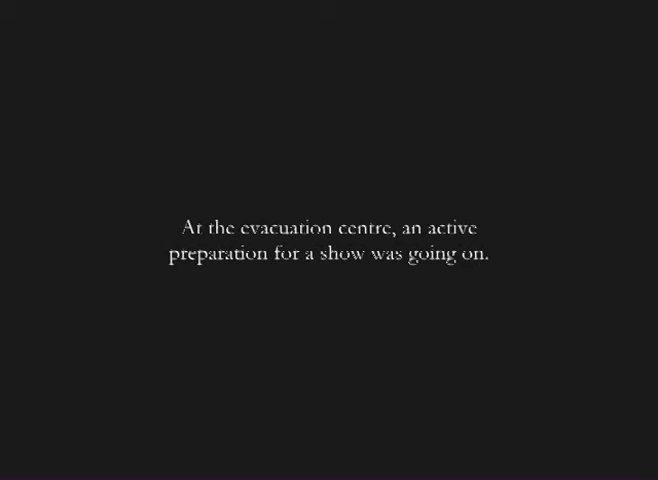 At the evacuation centre, an active
preparation for a show was going on.